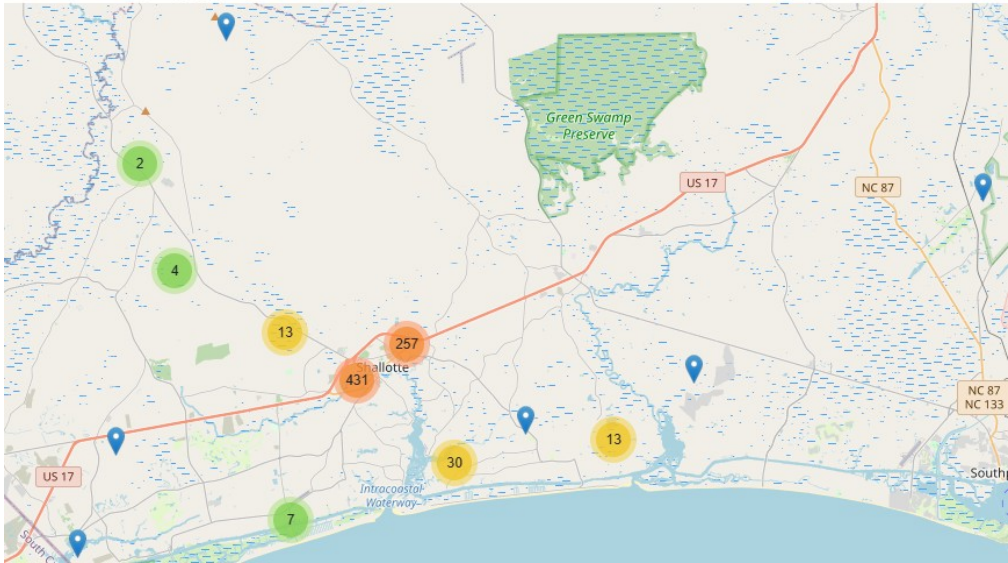 2
Green Swamp
Preserve
US 17
NC 87
4
13
257
Shallotte
431
NC 87
NC 133
13
30
US 17
Intracoastal
Waterway
7